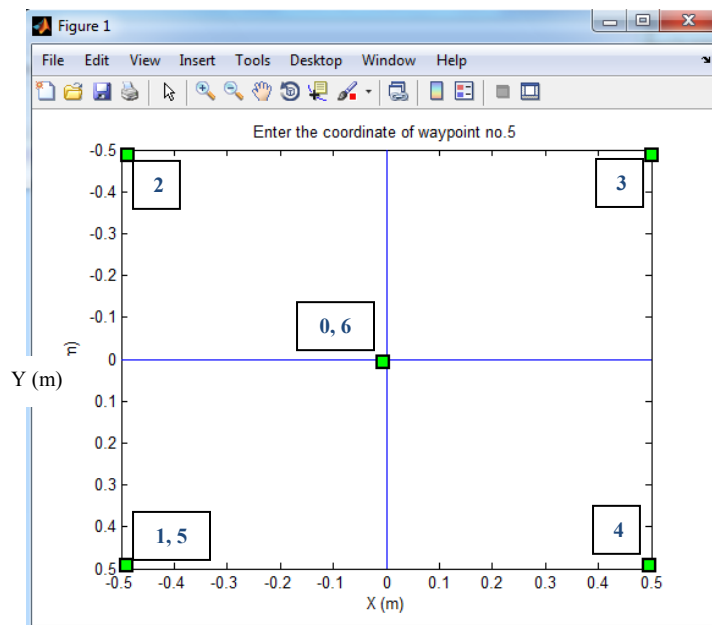 Figure 1
File Edit View Insert Tools Desktop Window Help
Enter the coordinate of waypoint no.5
-0.5
2
3
-0.4
-0.3
-0.2
-0.1
0, 6
0
Y (m)
0.1
0.2
0.3
0.4
1, 5
4
0.5
-0.5 -0.4 -0.3 -0.2 -0.1 0 0.1 0.2 0.3 0.4 0.5
X (m)